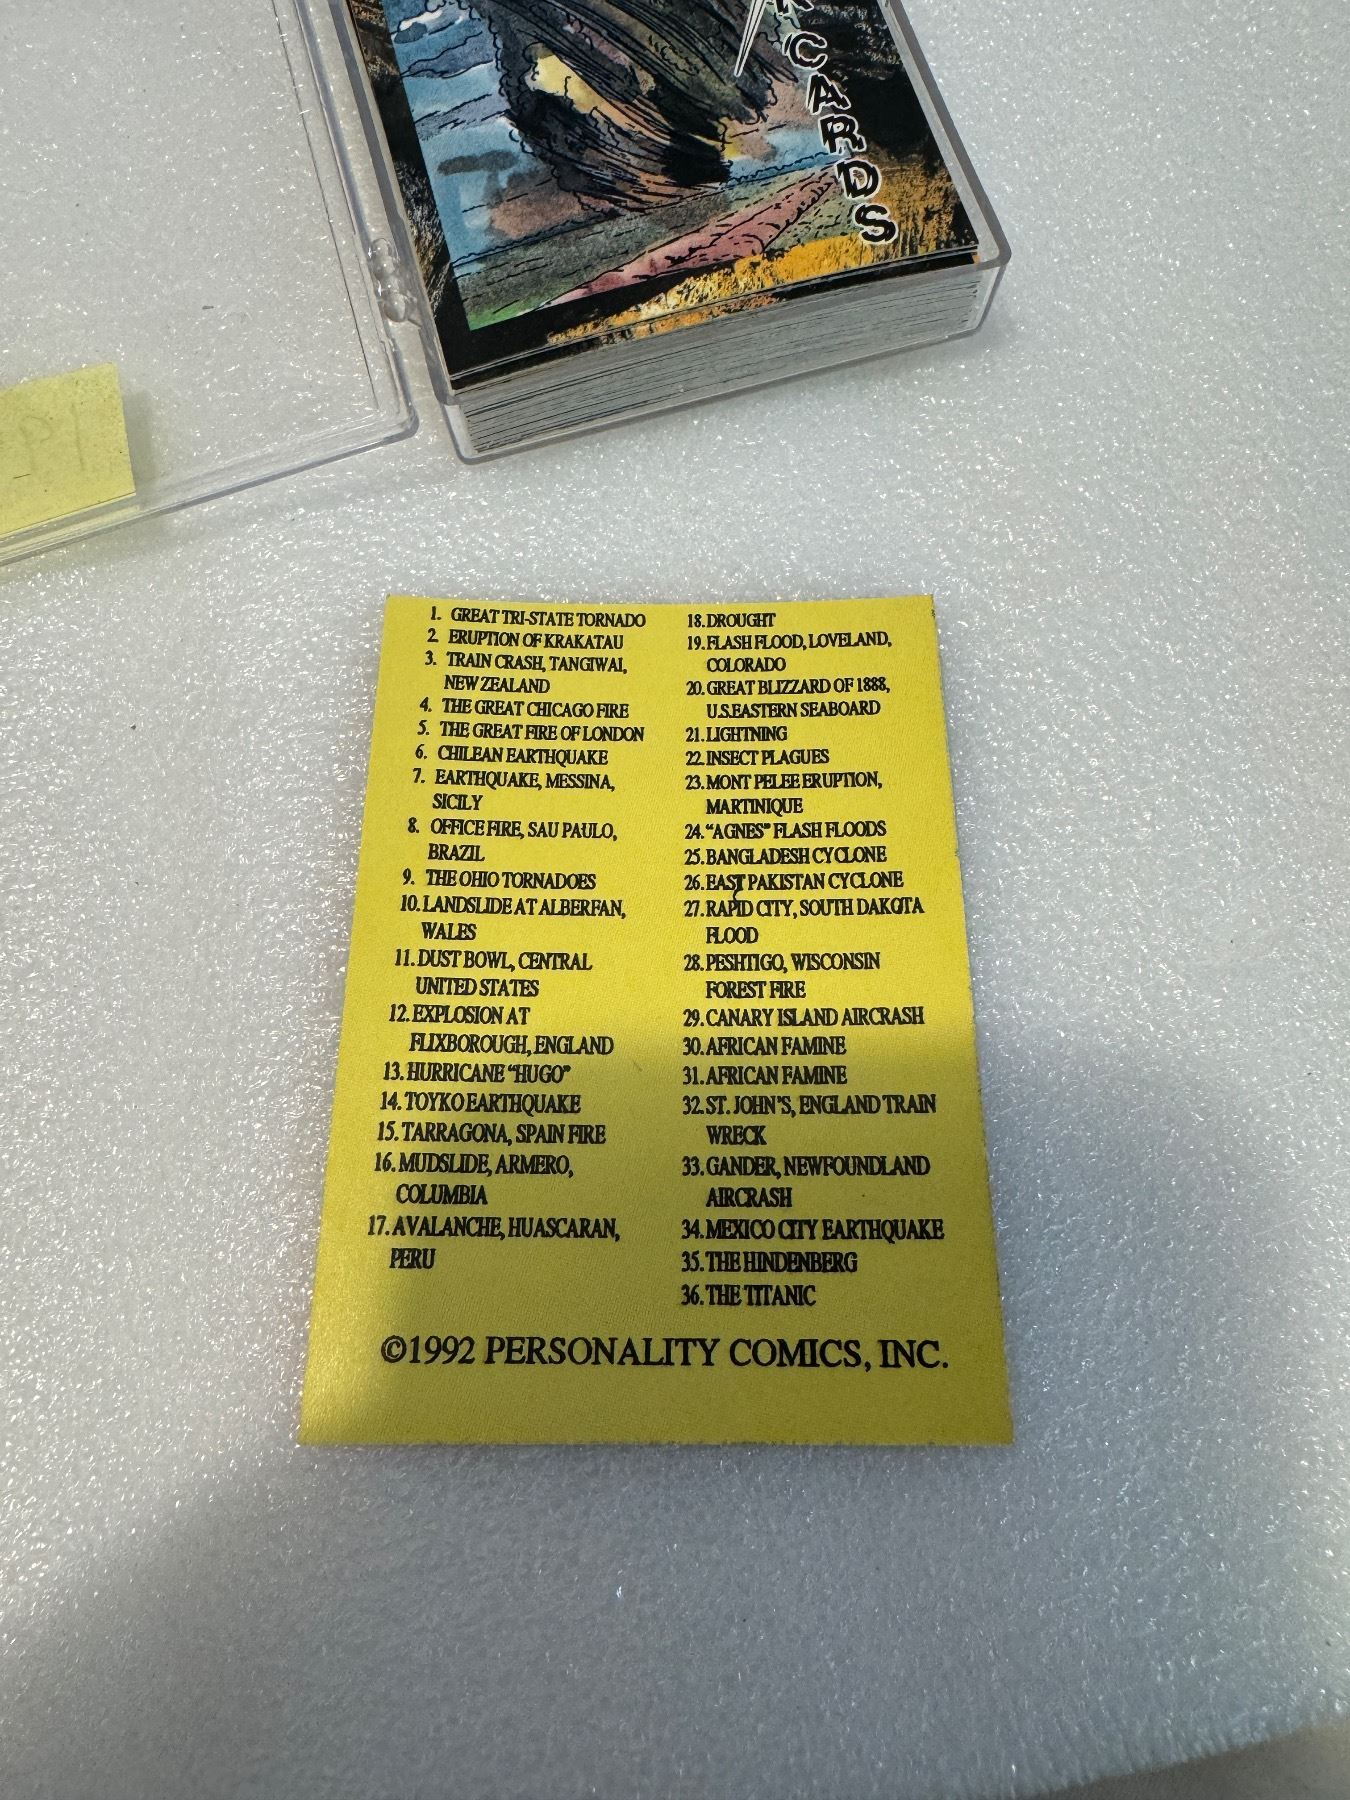 CARDS
1. GREAT TRI-STATE TORNADO
2. ERUPTION OF KRAKATAU
3. TRAIN CRASH, TANGIWAI,
NEW ZEALAND
4. THE GREAT CHICAGO FIRE
5. THE GREAT FIRE OF LONDON
6. CHILEAN EARTHQUAKE
7. EARTHQUAKE, MESSINA,
SICILY
8. OFFICE FIRE, SAU PAULO,
BRAZIL
9. THE OHIO TORNADOES
10. LANDSLIDE AT ALBERFAN,
WALES
11. DUST BOWL, CENTRAL
UNITED STATES
12. EXPLOSION AT
FLIXBOROUGH, ENGLAND
13. HURRICANE "HUGO"
14. TOYKO EARTHQUAKE
15. TARRAGONA, SPAIN FIRE
16. MUDSLIDE, ARMERO,
COLUMBIA
17. AVALANCHE, HUASCARAN,
PERU
18. DROUGHT
19. FLASH FLOOD, LOVELAND,
COLORADO
20. GREAT BLIZZARD OF 1888,
U.S.EASTERN SEABOARD
21. LIGHTNING
22. INSECT PLAGUES
23. MONT PELEE ERUPTION,
MARTINIQUE
24. "AGNES" FLASH FLOODS
25. BANGLADESH CYCLONE
26. EAST PAKISTAN CYCLONE
27. RAPID CITY, SOUTH DAKOTA
FLOOD
28. PESHTIGO, WISCONSIN
FOREST FIRE
29. CANARY ISLAND AIRCRASH
30. AFRICAN FAMINE
31. AFRICAN FAMINE
32. ST. JOHN'S, ENGLAND TRAIN
WRECK
33. GANDER, NEWFOUNDLAND
AIRCRASH
34. MEXICO CITY EARTHQUAKE
35. THE HINDENBERG
36. THE TITANIC
©1992 PERSONALITY COMICS, INC.